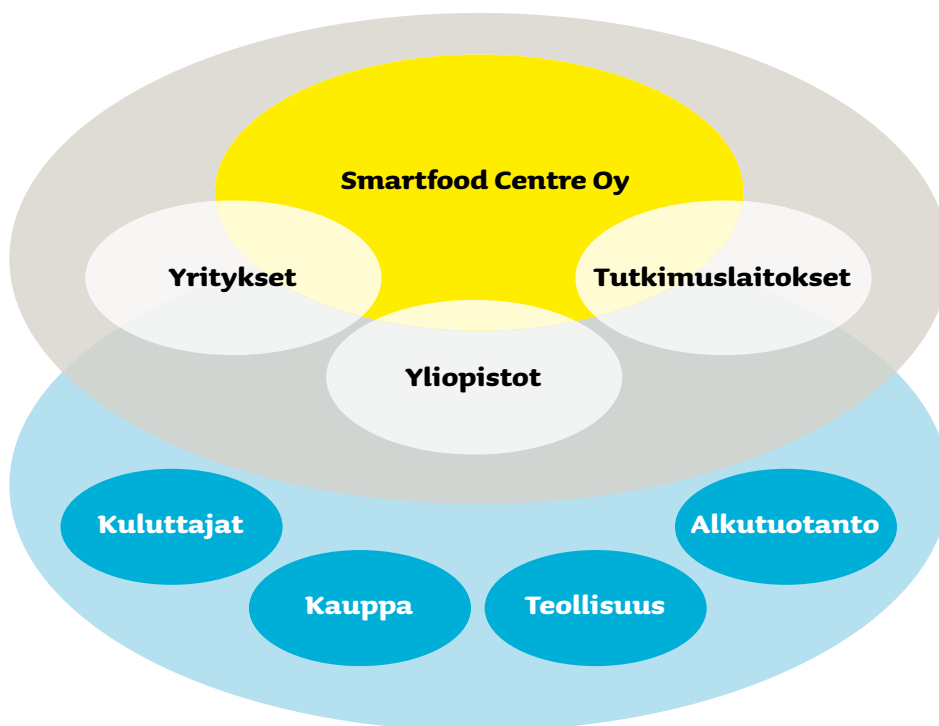 Smartfood Centre Oy
Yritykset
Tutkimuslaitokset
Yliopistot
Kuluttajat
Alkutuotanto
Kauppa
Teollisuus